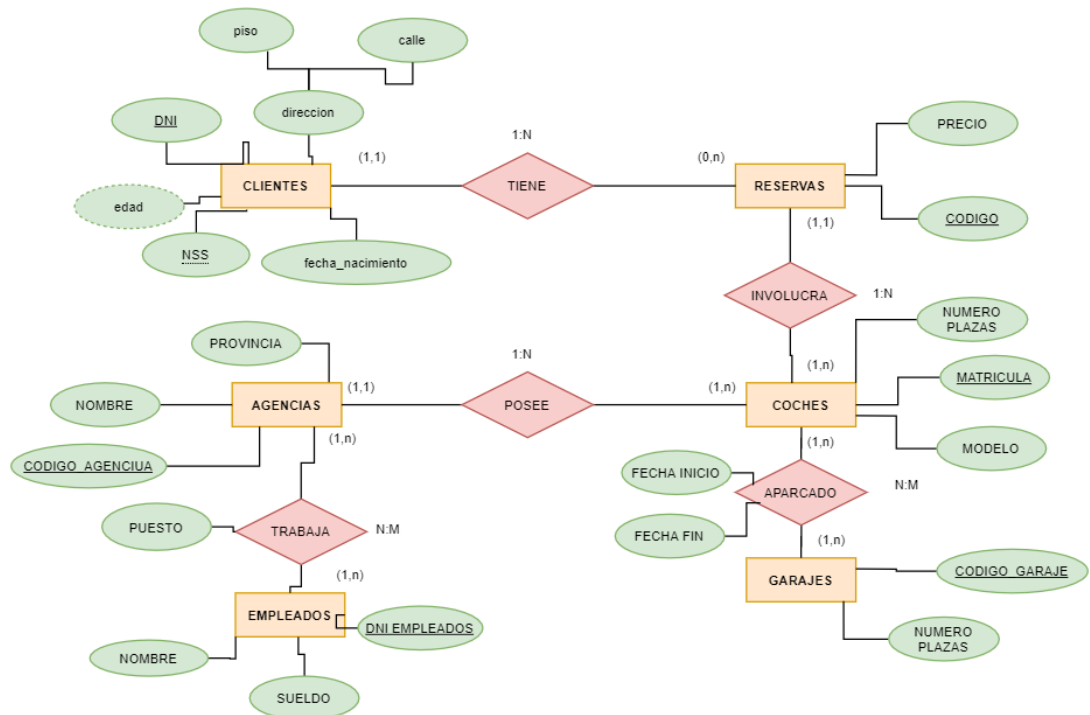 piso
calle
direccion
DNI
1:N
PRECIO
(1,1)
(0,n)
CLIENTES
TIENE
RESERVAS
edad
CODIGO
(1,1)
NSS
fecha_nacimiento
INVOLUCRA
1:N
NUMERO
PLAZAS
PROVINCIA
1:N
(1,n)
MATRICULA
(1,1)
(1,n)
NOMBRE
AGENCIAS
POSEE
COCHES
(1,n)
(1,n)
MODELO
CODIGO_AGENCIUA
FECHA INICIO
APARCADO
N:M
PUESTO
TRABAJA
N:M
FECHA FIN
(1,n)
CODIGO_GARAJE
(1,n)
GARAJES
EMPLEADOS
DNI EMPLEADOS
NUMERO
PLAZAS
NOMBRE
SUELDO